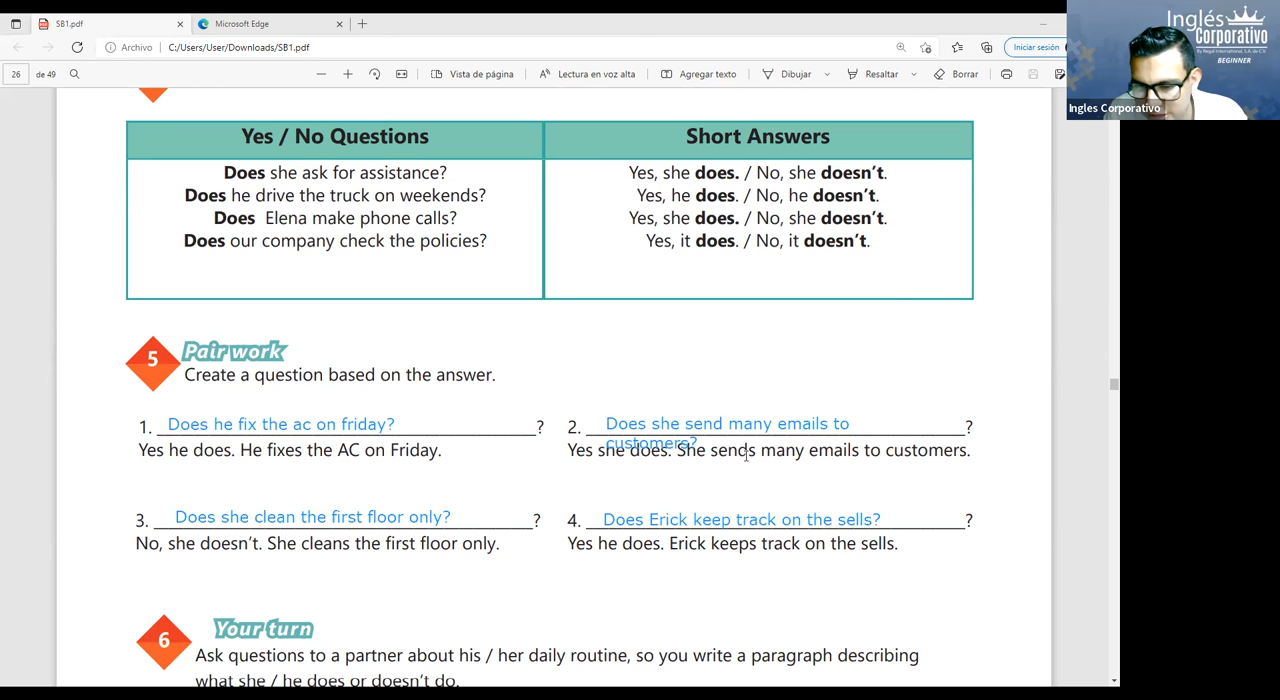 SB1.pdf
Microsoft Edge
Archivo C:/Users/User/Downloads/SB1.pdf
Iniciar sesión
26 de 49
Vista de página
Lectura en voz alta
Agregar texto
Dibujar
Resaltar
Borrar
Inglés
Corporativo
By Regal International, S.A. de C.V.
BEGINNER
Ingles Corporativo
Yes / No Questions
Short Answers
Does she ask for assistance?
Yes, she does. / No, she doesn't.
Does he drive the truck on weekends?
Yes, he does. / No, he doesn't.
Does Elena make phone calls?
Yes, she does. / No, she doesn't.
Does our company check the policies?
Yes, it does. / No, it doesn't.
5 Pair work
Create a question based on the answer.
1. Does he fix the ac on friday? ?
Yes he does. He fixes the AC on Friday.
2. Does she send many emails to ?
customers?
Yes she does. She sends many emails to customers.
3. Does she clean the first floor only? ?
No, she doesn't. She cleans the first floor only.
4. Does Erick keep track on the sells? ?
Yes he does. Erick keeps track on the sells.
6 Your turn
Ask questions to a partner about his / her daily routine, so you write a paragraph describing
what she / he does or doesn't do.